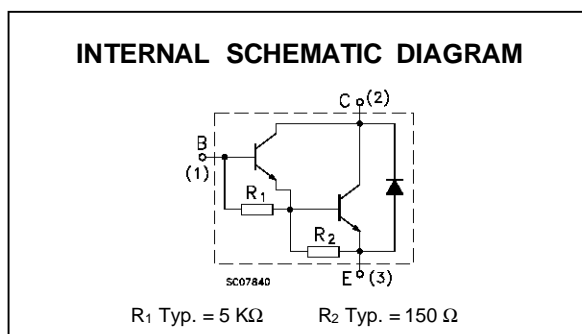 INTERNAL SCHEMATIC DIAGRAM
C (2)
B
(1)
R1
R2
SC07840
E (3)
R1 Typ. = 5 KΩ R2 Typ. = 150 Ω